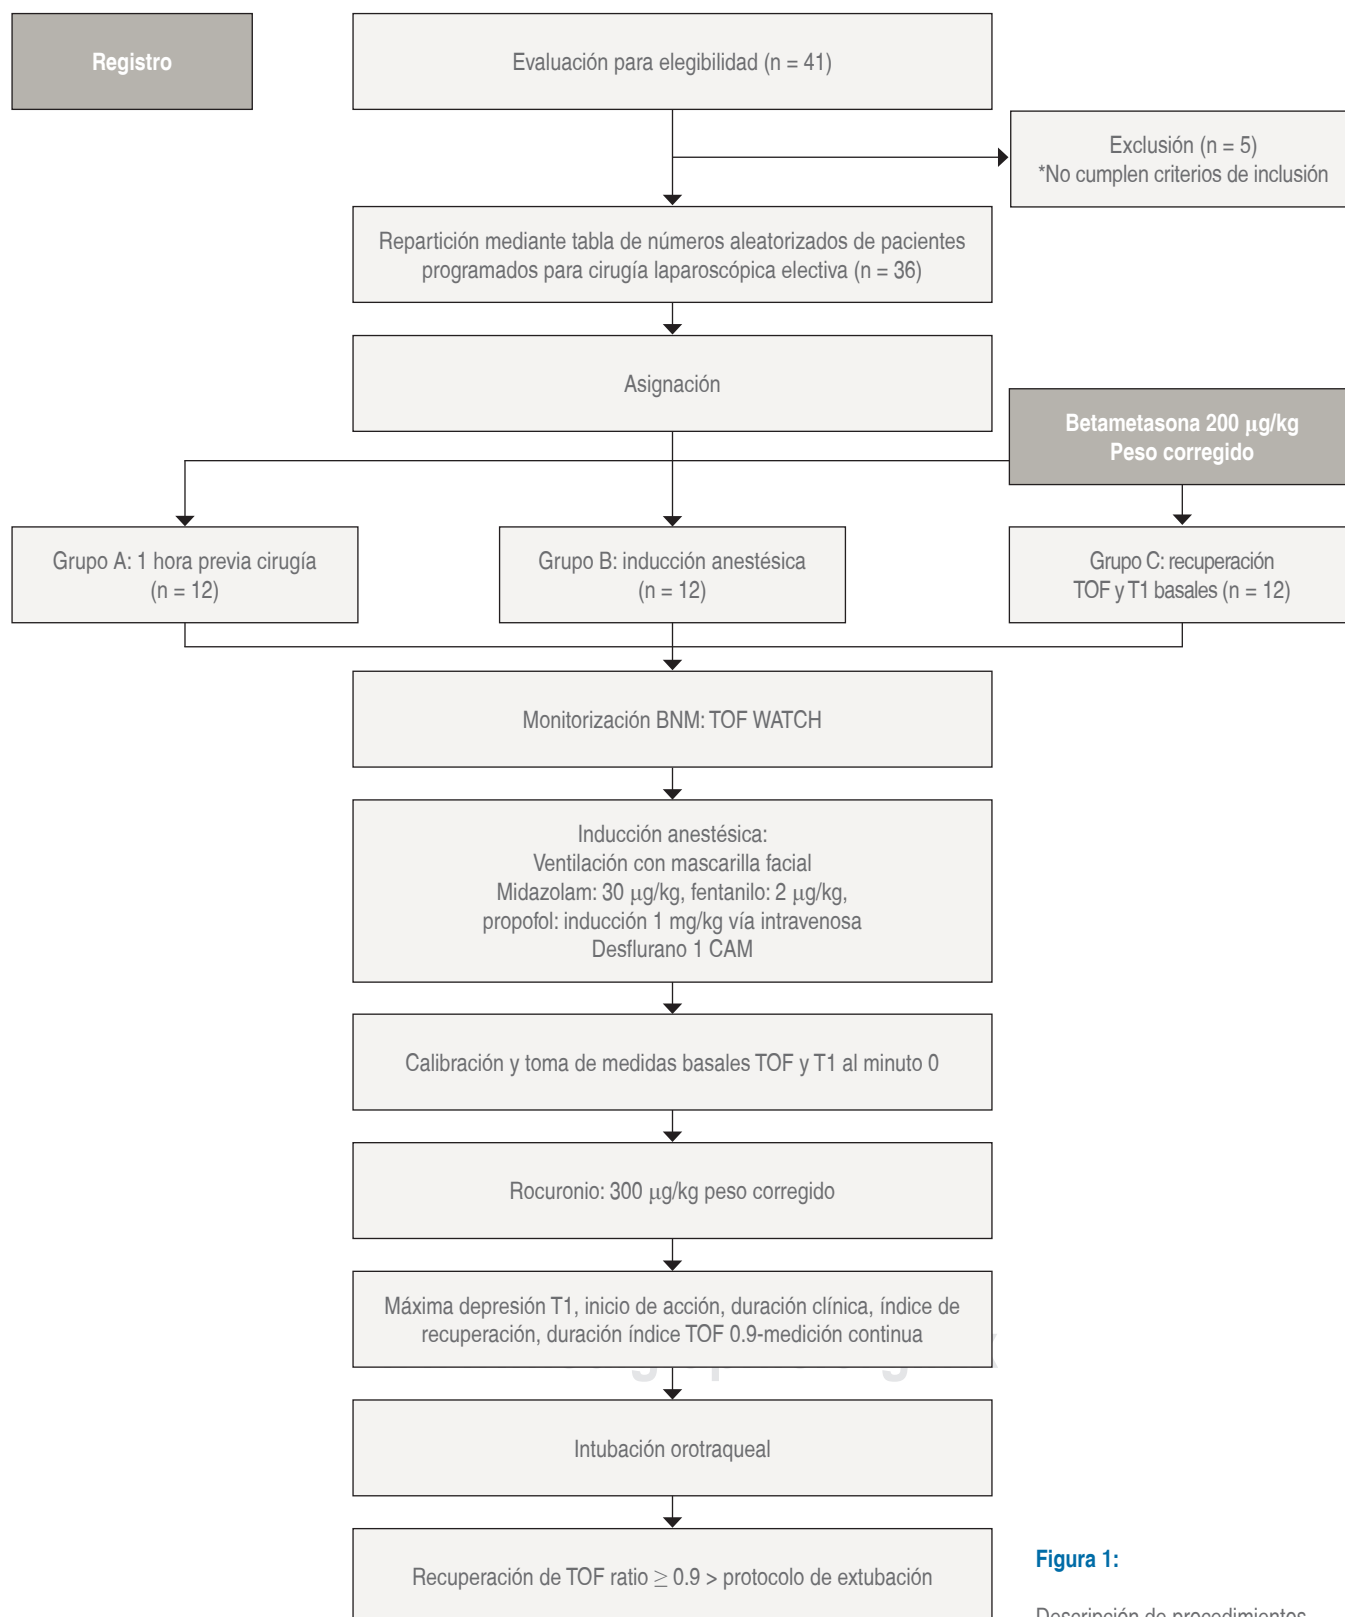 Registro
Evaluación para elegibilidad (n = 41)
Exclusión (n = 5)
*No cumplen criterios de inclusión
Repartición mediante tabla de números aleatorizados de pacientes
programados para cirugía laparoscópica electiva (n = 36)
Asignación
Betametasona 200 µg/kg
Peso corregido
Grupo A: 1 hora previa cirugía
(n = 12)
Grupo B: inducción anestésica
(n = 12)
Grupo C: recuperación
TOF y T1 basales (n = 12)
Monitorización BNM: TOF WATCH
Inducción anestésica:
Ventilación con mascarilla facial
Midazolam: 30 µg/kg, fentanilo: 2 µg/kg,
propofol: inducción 1 mg/kg vía intravenosa
Desflurano 1 CAM
Calibración y toma de medidas basales TOF y T1 al minuto 0
Rocuronio: 300 µg/kg peso corregido
Máxima depresión T1, inicio de acción, duración clínica, índice de
recuperación, duración índice TOF 0.9-medición continua
Intubación orotraqueal
Recuperación de TOF ratio ≥ 0.9 > protocolo de extubación
Figura 1:
Descripción de procedimientos